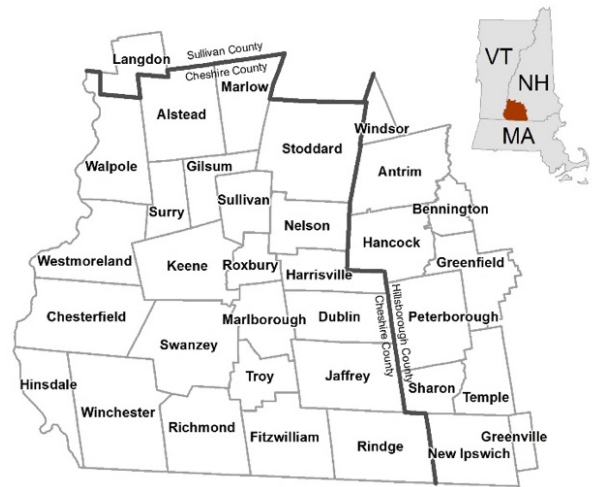 Langdon
Sullivan County
Cheshire County
Marlow
Alstead
VT
NH
MA
Windsor
Stoddard
Walpole
Gilsum
Antrim
Sullivan
Surry
Bennington
Nelson
Hancock
Westmoreland
Keene
Roxbury
Greenfield
Harrisville
Chesterfield
Marlborough
Dublin
Cheshire County
Hillsborough County
Peterborough
Swanzey
Hinsdale
Troy
Jaffrey
Sharon
Temple
Winchester
Richmond
Fitzwilliam
Rindge
Greenville
New Ipswich